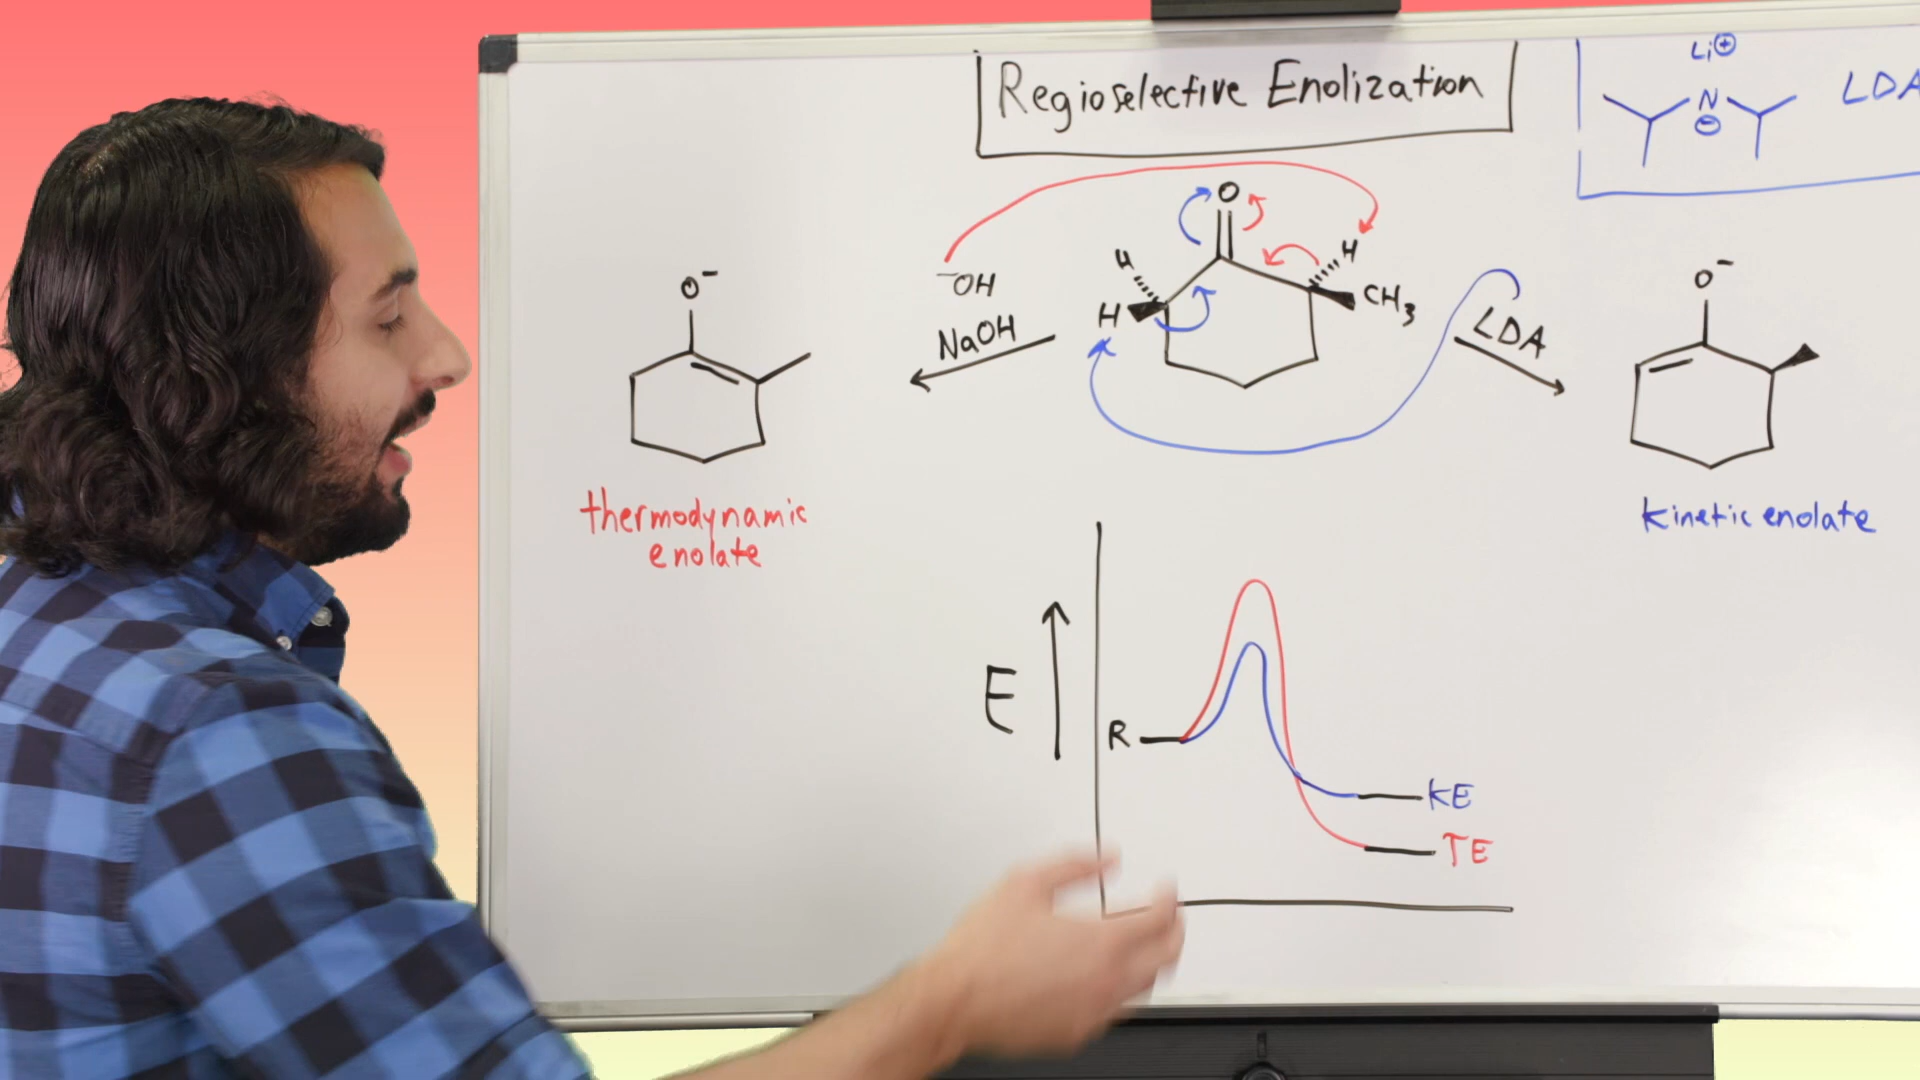 Regioselective Enolization
Li⊕
N
⊖
LDA
O
H
H
H
CH₃
⁻OH
NaOH
LDA
O⁻
thermodynamic
enolate
O⁻
kinetic enolate
E
R
KE
TE